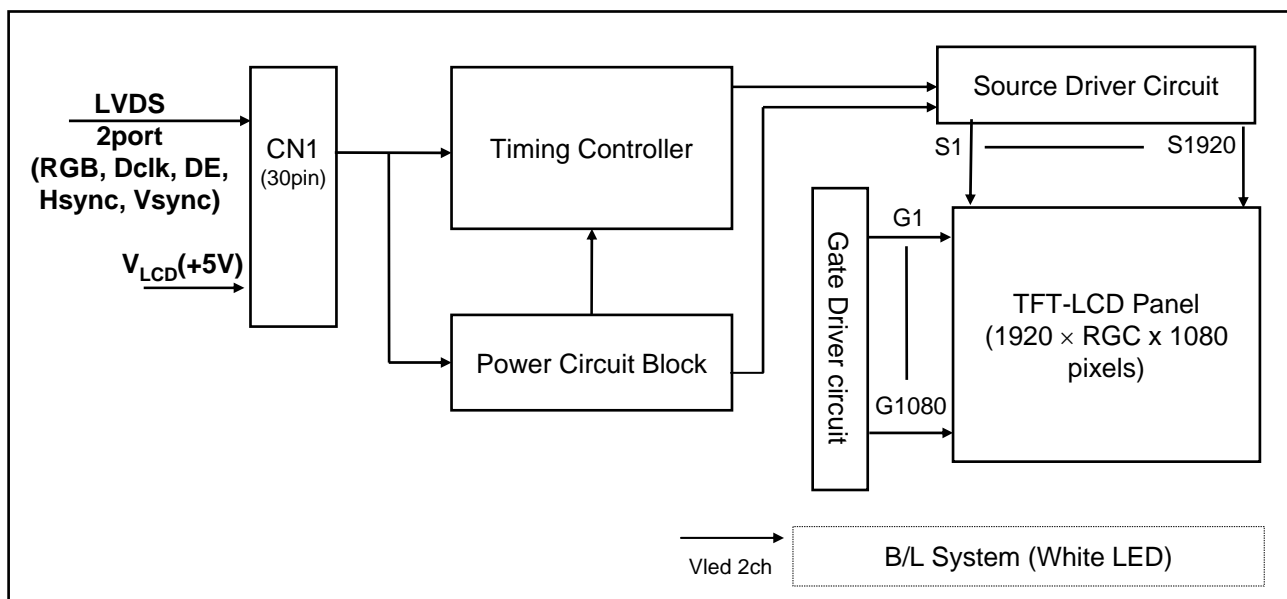 LVDS
2port
(RGB, Dclk, DE,
Hsync, Vsync)
VLCD(+5V)
CN1
(30pin)
Timing Controller
Power Circuit Block
Source Driver Circuit
S1
S1920
Gate Driver circuit
G1
G1080
TFT-LCD Panel
(1920 × RGC x 1080
pixels)
Vled 2ch
B/L System (White LED)